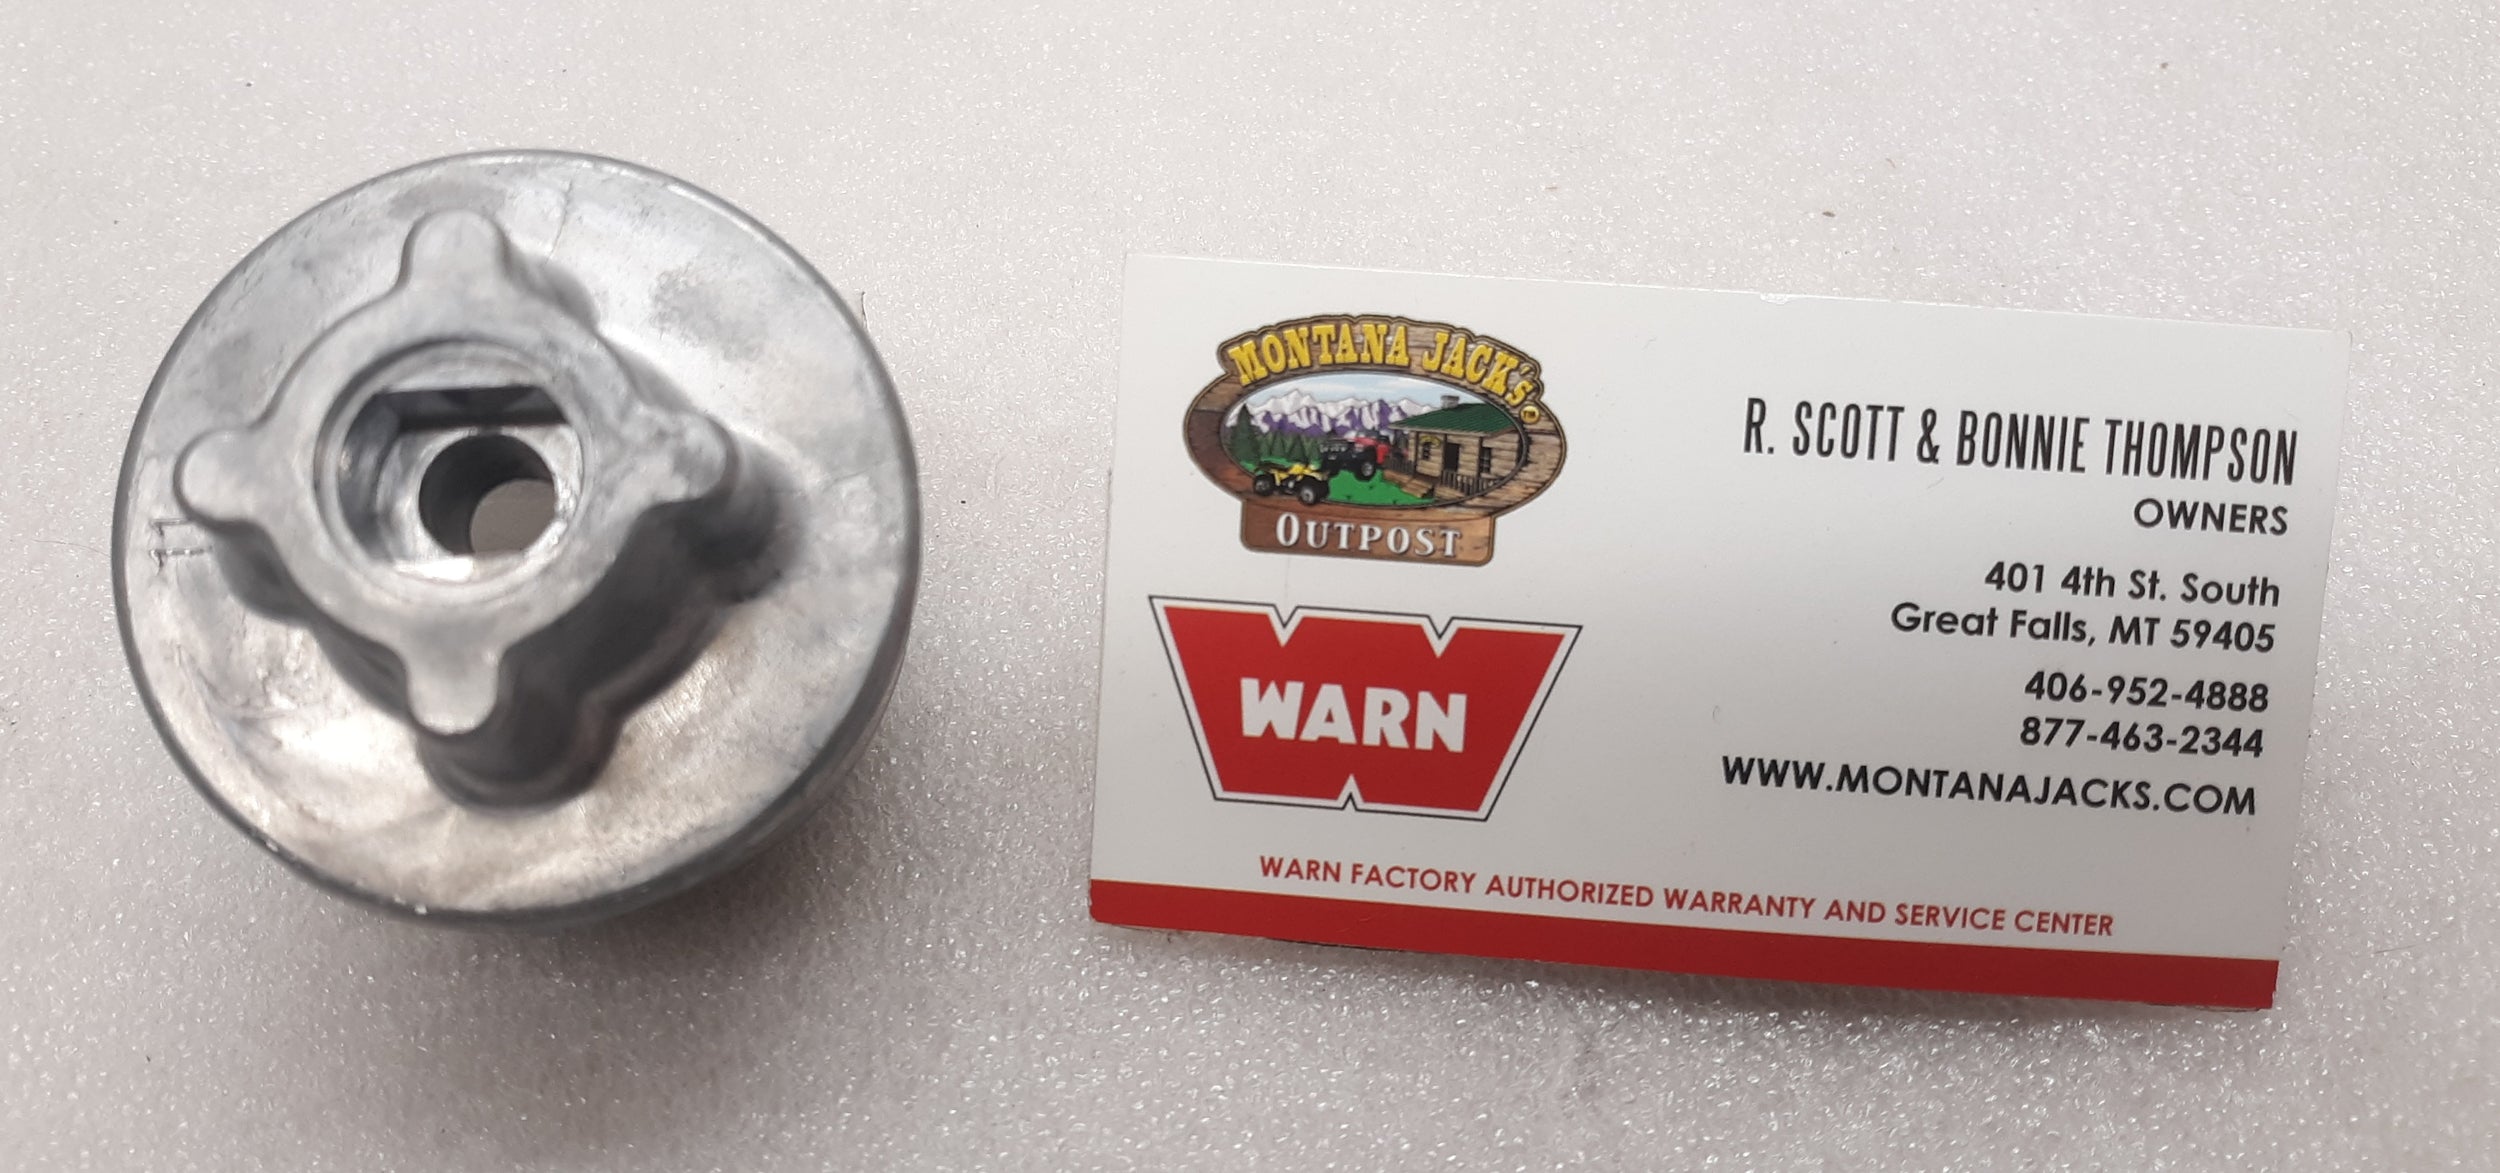 MONTANA JACK's
OUTPOST
WARN
R. SCOTT & BONNIE THOMPSON
OWNERS
401 4th St. South
Great Falls, MT 59405
406-952-4888
877-463-2344
WWW.MONTANAJACKS.COM
WARN FACTORY AUTHORIZED WARRANTY AND SERVICE CENTER